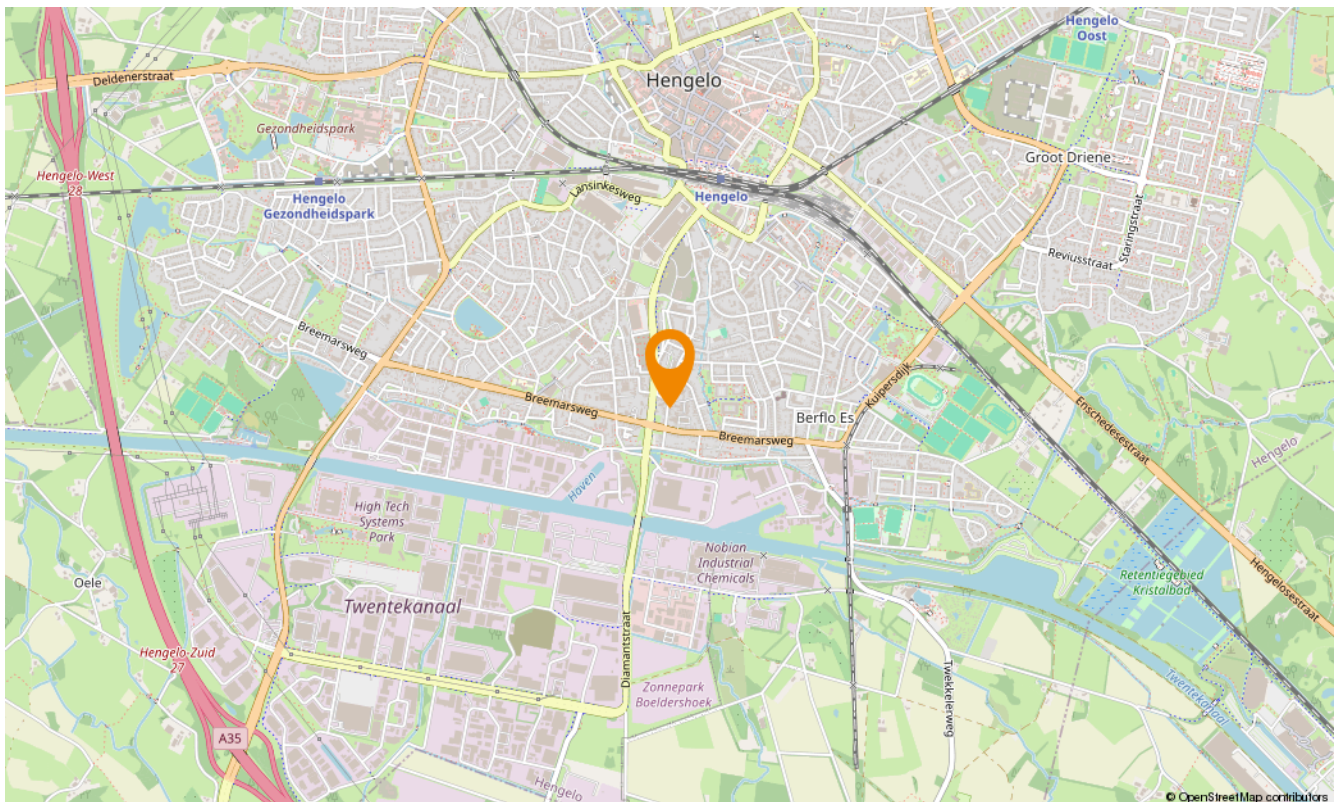 Hengelo
Oost
Deldenerstraat
Hengelo
Gezondheidspark
Groot Driene
Hengelo-West
28
Hengelo
Gezondheidspark
Lansinkesweg
Hengelo
Staringstraat
Reviusstraat
Breemarsweg
Kuipersdijk
Breemarsweg
Berflo Es
Breemarsweg
Enschedesestraat
Hengelo
Haven
High Tech
Systems
Park
Nobian
Industrial
Chemicals
Oele
Twentekanaal
Retentiegebied
Kristalbad
Hengelosestraat
Hengelo-Zuid
27
Diamantstraat
Zonnepark
Boeldershoek
Twekkelerweg
Twentekanaal
A35
Hengelo
© OpenStreetMap contributors